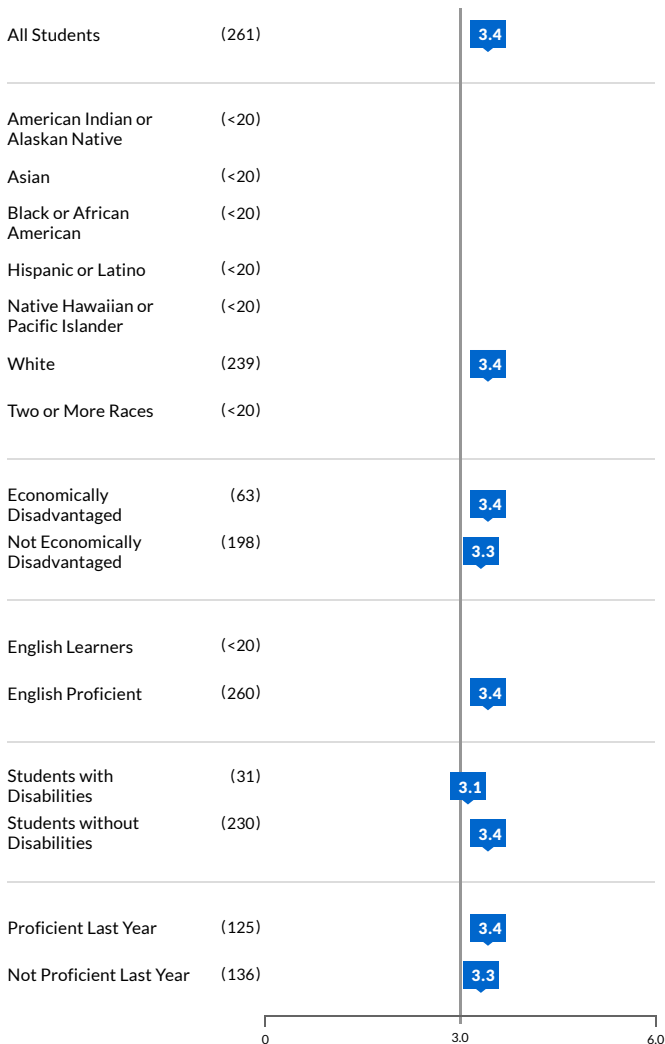 All Students (261) 3.4
American Indian or (<20)
Alaskan Native
Asian (<20)
Black or African (<20)
American
Hispanic or Latino (<20)
Native Hawaiian or (<20)
Pacific Islander
White (239) 3.4
Two or More Races (<20)
Economically (63) 3.4
Disadvantaged
Not Economically (198) 3.3
Disadvantaged
English Learners (<20)
English Proficient (260) 3.4
Students with (31) 3.1
Disabilities
Students without (230) 3.4
Disabilities
Proficient Last Year (125) 3.4
Not Proficient Last Year (136) 3.3
0 3.0 6.0